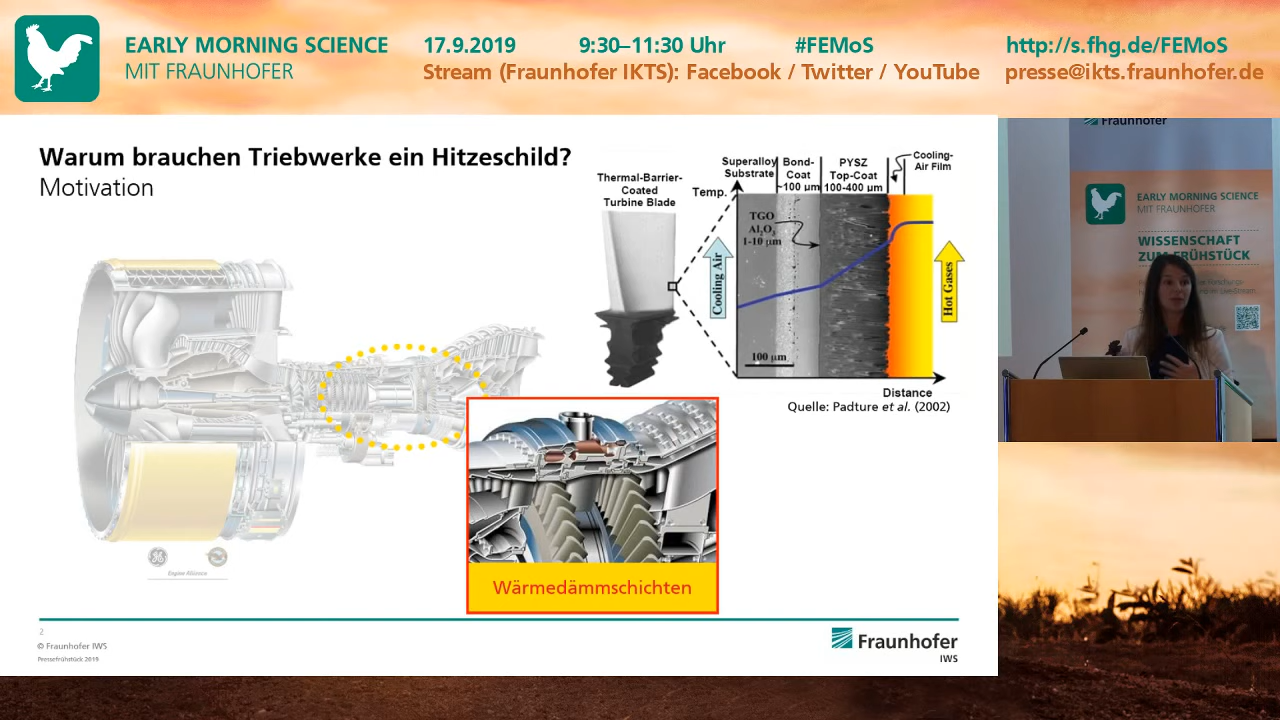 EARLY MORNING SCIENCE
MIT FRAUNHOFER
17.9.2019 9:30–11:30 Uhr #FEMoS http://s.fhg.de/FEMoS
Stream (Fraunhofer IKTS): Facebook / Twitter / YouTube presse@ikts.fraunhofer.de
Warum brauchen Triebwerke ein Hitzeschild?
Motivation
Thermal-Barrier-
Coated
Turbine Blade
Temp.
Superalloy
Substrate
Bond-
Coat
~100 µm
PYSZ
Top-Coat
100-400 µm
Cooling-
Air Film
TGO
Al₂O₃
1-10 µm
Cooling Air
Hot Gases
100 µm
Distance
Quelle: Padture et al. (2002)
Wärmedämmschichten
GE
Engine Alliance
2
© Fraunhofer IWS
Pressefrühstück 2019
Fraunhofer
IWS
Fraunhofer
EARLY MORNING SCIENCE
MIT FRAUNHOFER
WISSENSCHAFT
ZUM FRÜHSTÜCK